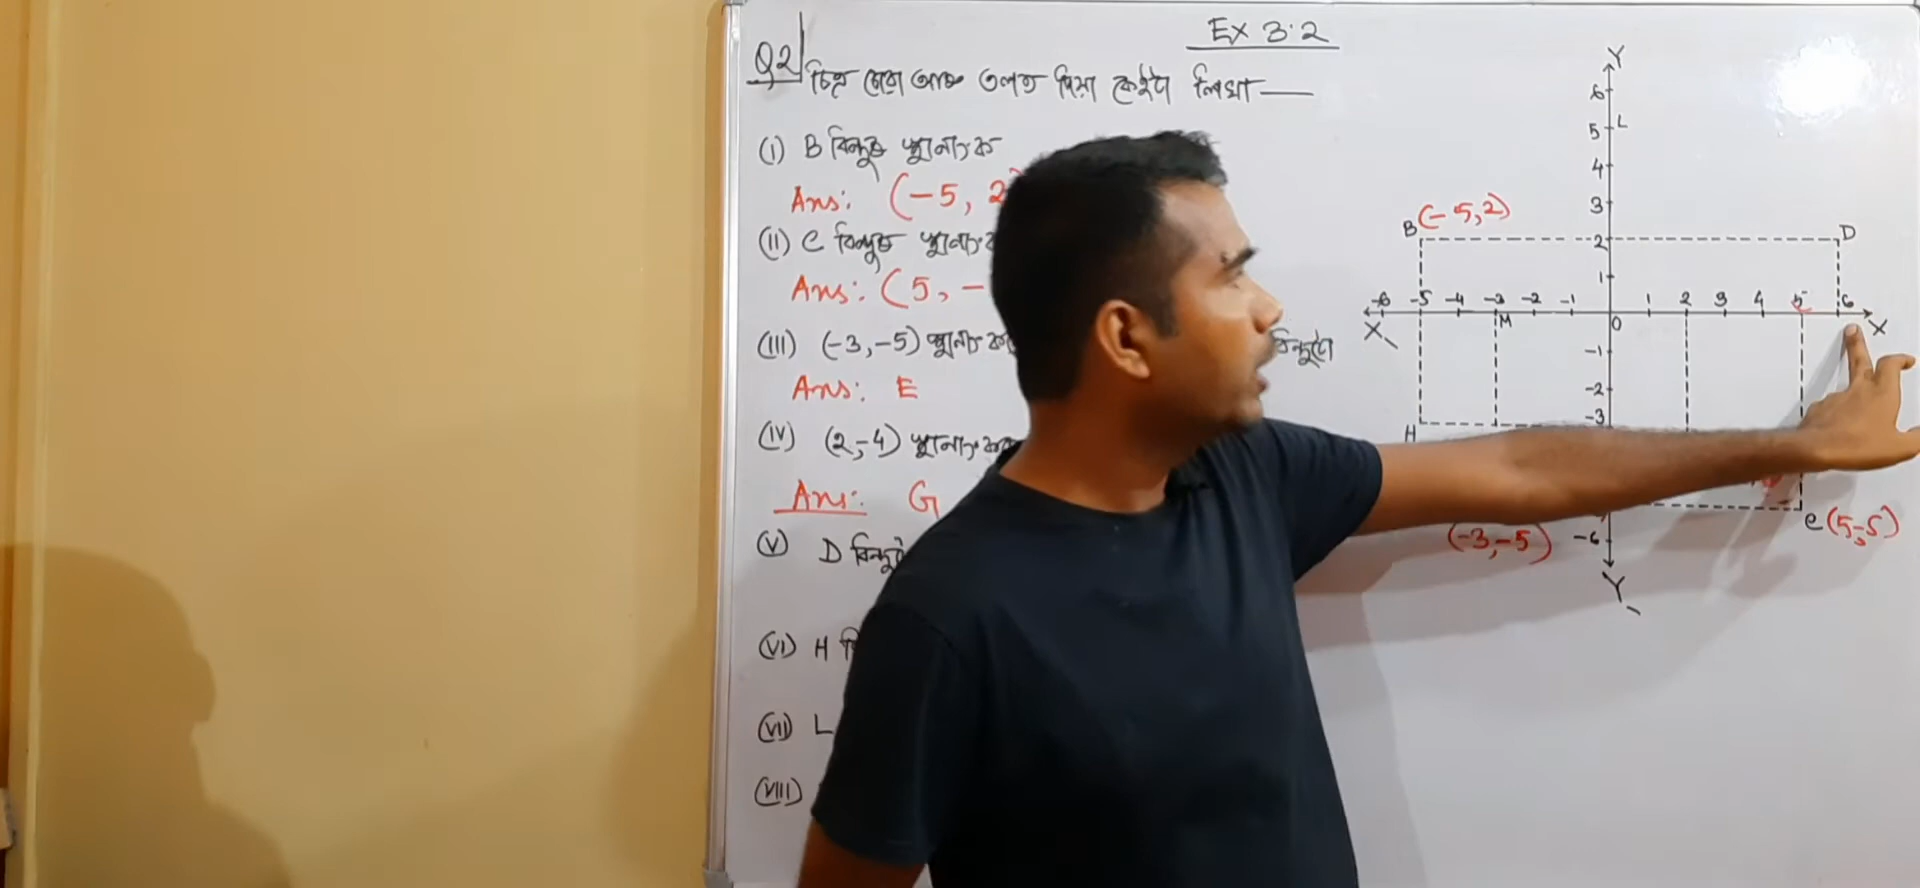 Ex 3.2
Q2
চিত্ৰ চোৱা আৰু তলত দিয়া কেইটা লিখা —
(i) B বিন্দুৰ স্থানাংক
Ans: (-5, 2)
(ii) C বিন্দুৰ স্থানাংক
Ans: (5, -
(iii) (-3, -5) স্থানাংক
বিন্দুটো
Ans: E
(iv) (2, -4) স্থানাংক
Ans: G
(v) D বিন্দুটো
(vi) H
(vii) L
(viii)
Y
6
5 L
4
3
B (-5, 2)
2
D
1
-6 -5 -4 -3 -2 -1 1 2 3 4 5 6
X M O X
-1
-2
-3
H
C (5, -5)
(-3, -5)
-6
Y